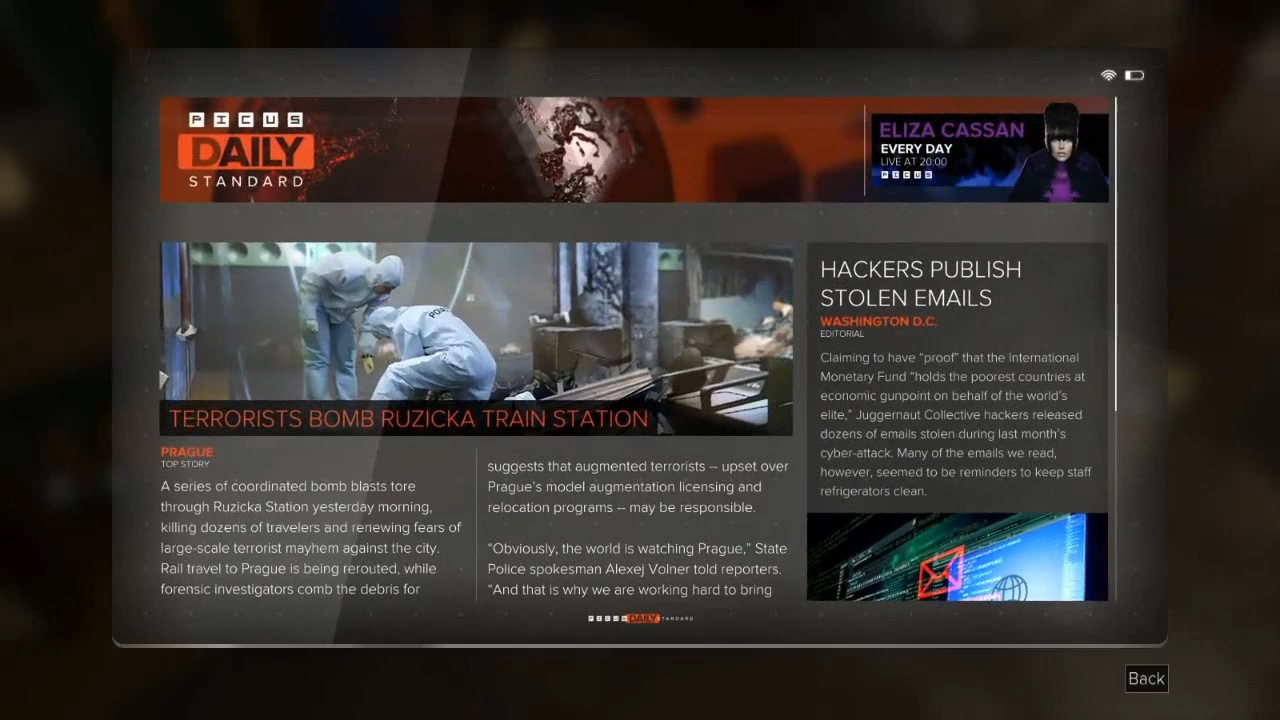 PICUS
DAILY
STANDARD
ELIZA CASSAN
EVERY DAY
LIVE AT 20:00
PICUS
TERRORISTS BOMB RUZICKA TRAIN STATION
PRAGUE
TOP STORY
A series of coordinated bomb blasts tore
through Ruzicka Station yesterday morning,
killing dozens of travelers and renewing fears of
large-scale terrorist mayhem against the city.
Rail travel to Prague is being rerouted, while
forensic investigators comb the debris for
suggests that augmented terrorists -- upset over
Prague's model augmentation licensing and
relocation programs -- may be responsible.
“Obviously, the world is watching Prague,” State
Police spokesman Alexej Volner told reporters.
“And that is why we are working hard to bring
HACKERS PUBLISH
STOLEN EMAILS
WASHINGTON D.C.
EDITORIAL
Claiming to have “proof” that the International
Monetary Fund “holds the poorest countries at
economic gunpoint on behalf of the world's
elite,” Juggernaut Collective hackers released
dozens of emails stolen during last month's
cyber-attack. Many of the emails we read,
however, seemed to be reminders to keep staff
refrigerators clean.
PICUS DAILY STANDARD
Back